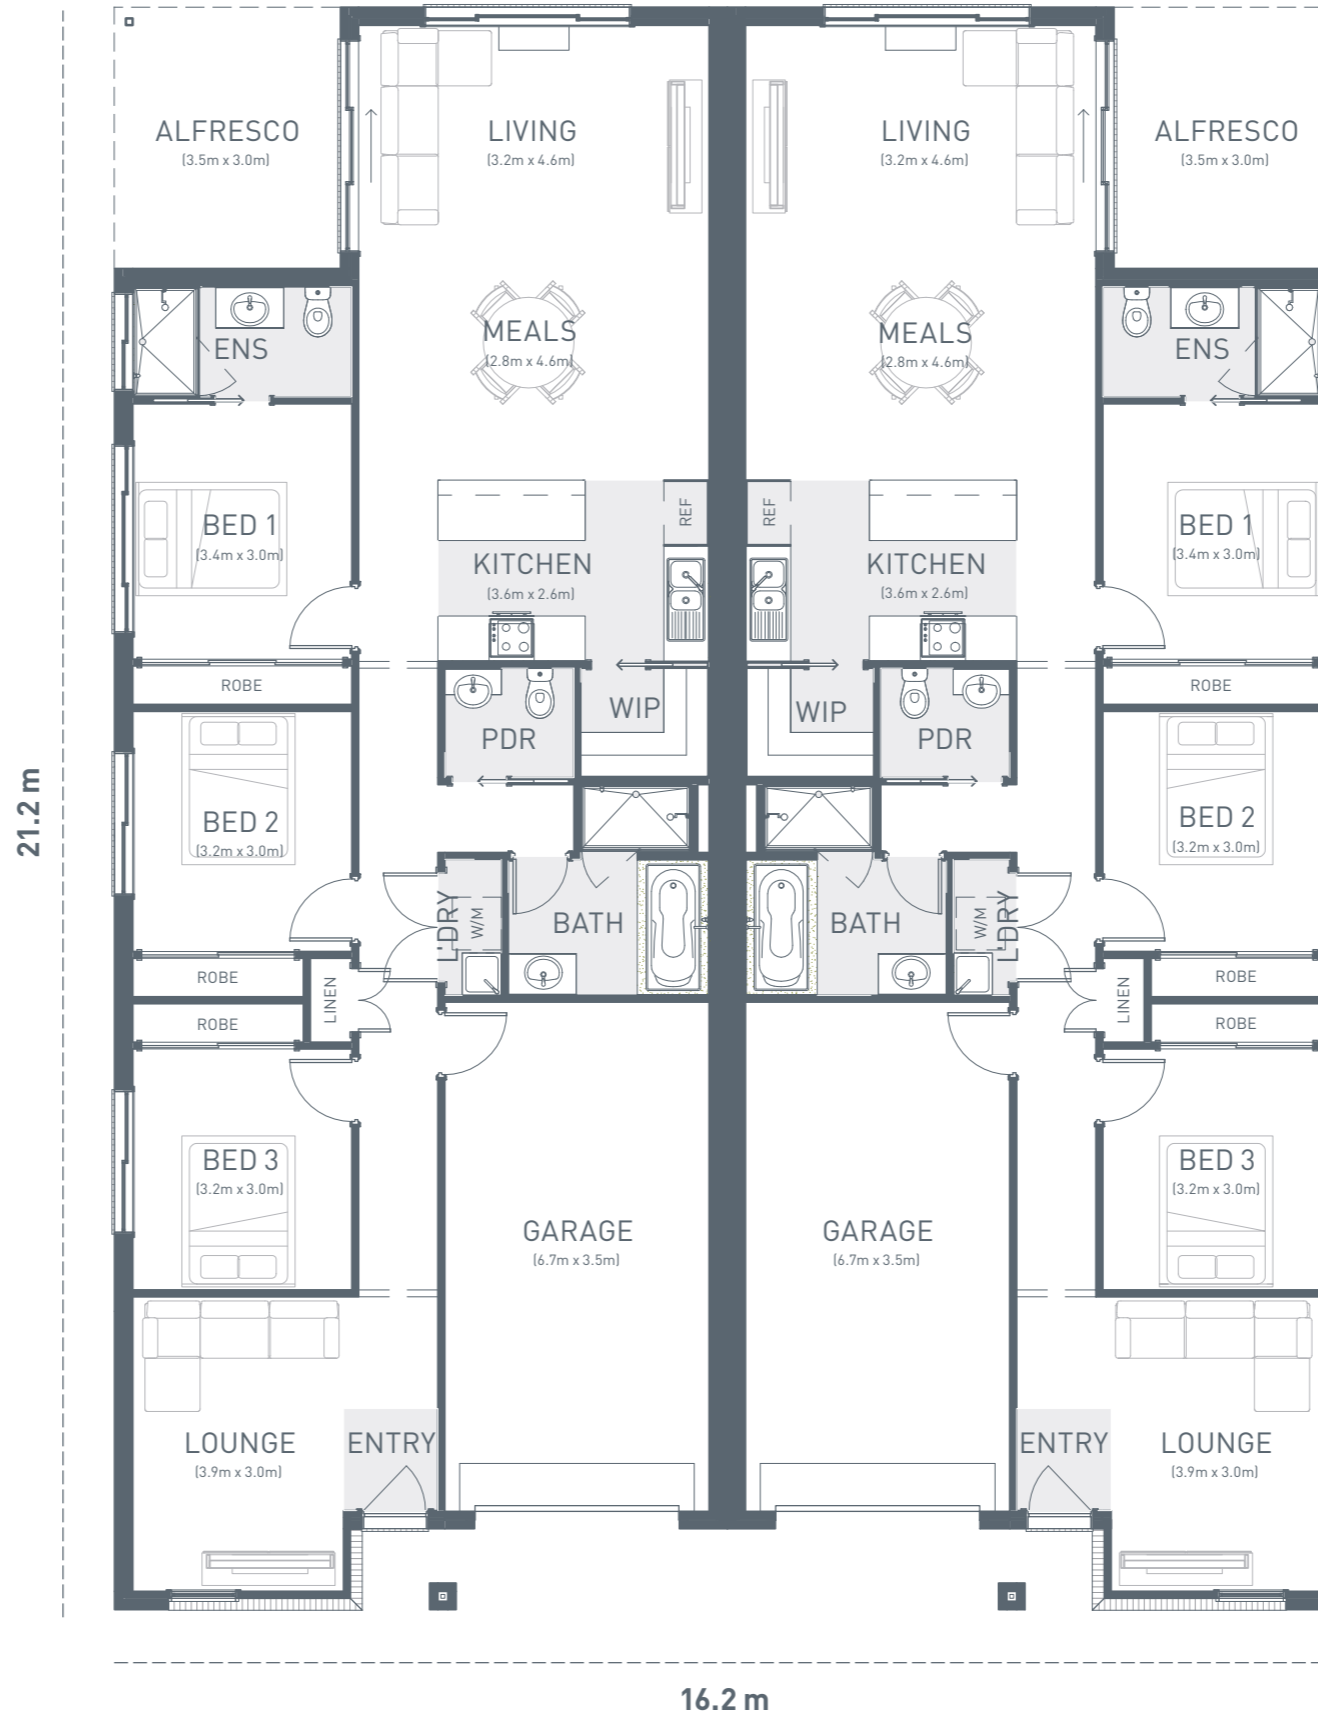 ALFRESCO
(3.5m x 3.0m)
LIVING
(3.2m x 4.6m)
LIVING
(3.2m x 4.6m)
ALFRESCO
(3.5m x 3.0m)
ENS
MEALS
(2.8m x 4.6m)
MEALS
(2.8m x 4.6m)
ENS
BED 1
(3.4m x 3.0m)
REF
REF
BED 1
(3.4m x 3.0m)
KITCHEN
(3.6m x 2.6m)
KITCHEN
(3.6m x 2.6m)
ROBE
ROBE
WIP
WIP
PDR
PDR
21.2 m
BED 2
(3.2m x 3.0m)
BED 2
(3.2m x 3.0m)
L'DRY
W/M
BATH
BATH
W/M
L'DRY
ROBE
LINEN
LINEN
ROBE
ROBE
ROBE
BED 3
(3.2m x 3.0m)
BED 3
(3.2m x 3.0m)
GARAGE
(6.7m x 3.5m)
GARAGE
(6.7m x 3.5m)
LOUNGE
(3.9m x 3.0m)
ENTRY
ENTRY
LOUNGE
(3.9m x 3.0m)
16.2 m